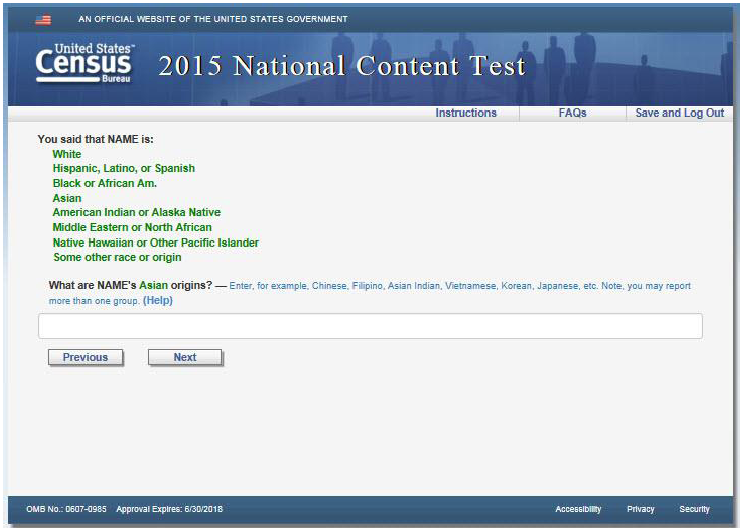 AN OFFICIAL WEBSITE OF THE UNITED STATES GOVERNMENT
United States™
Census
Bureau
2015 National Content Test
Instructions FAQs Save and Log Out
You said that NAME is:
White
Hispanic, Latino, or Spanish
Black or African Am.
Asian
American Indian or Alaska Native
Middle Eastern or North African
Native Hawaiian or Other Pacific Islander
Some other race or origin
What are NAME's Asian origins? — Enter, for example, Chinese, lFilipino, Asian Indian, Vietnamese, Korean, Japanese, etc. Note, you may report
more than one group. (Help)
Previous Next
OMB No.: 0607-0985 Approval Expires: 6/30/2018 Accessibility Privacy Security